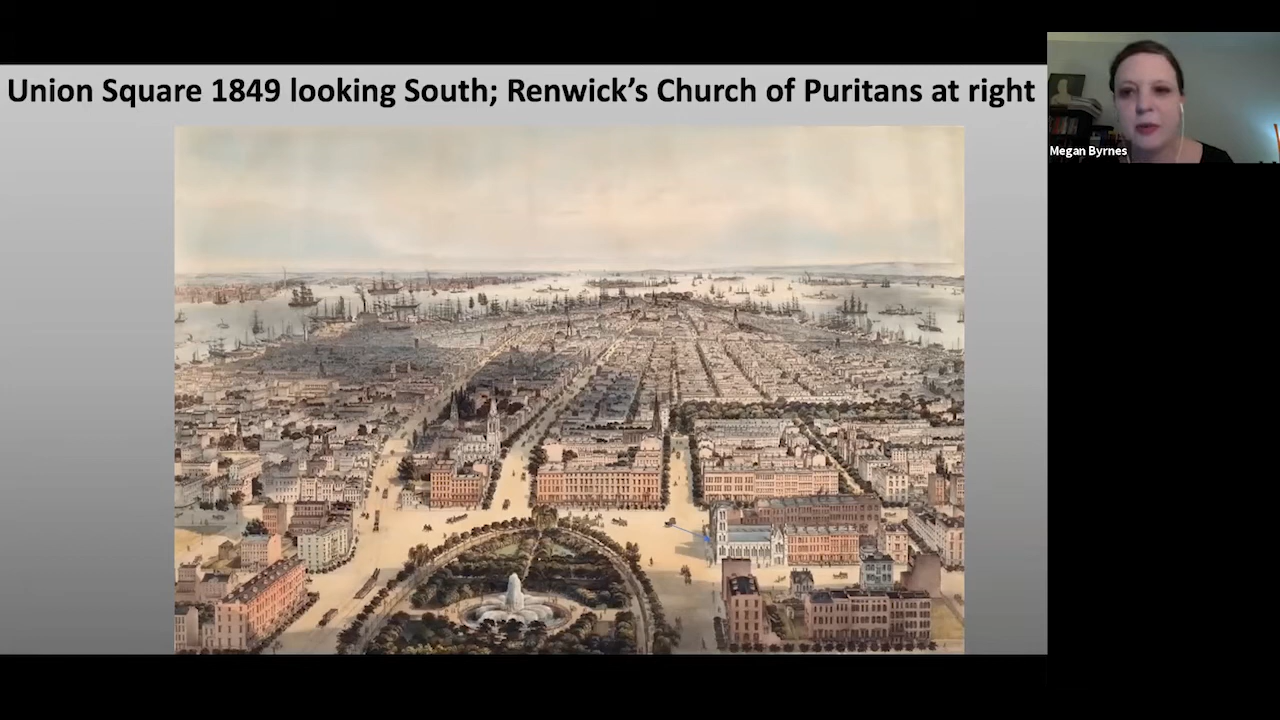 Union Square 1849 looking South; Renwick’s Church of Puritans at right
Megan Byrnes